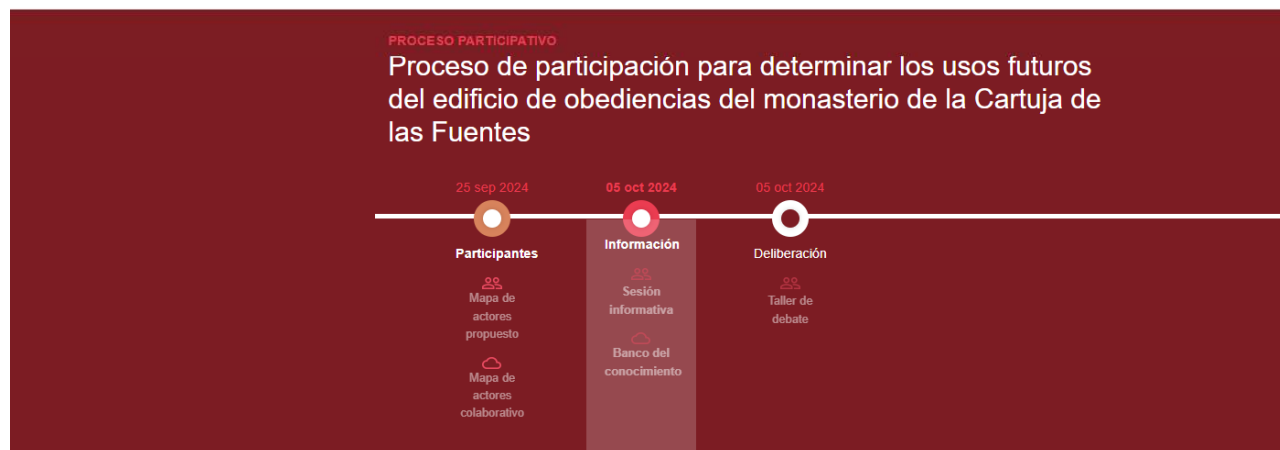 PROCESO PARTICIPATIVO
Proceso de participación para determinar los usos futuros
del edificio de obediencias del monasterio de la Cartuja de
las Fuentes
25 sep 2024
Participantes
Mapa de
actores
propuesto
Mapa de
actores
colaborativo
05 oct 2024
Información
Sesión
informativa
Banco del
conocimiento
05 oct 2024
Deliberación
Taller de
debate